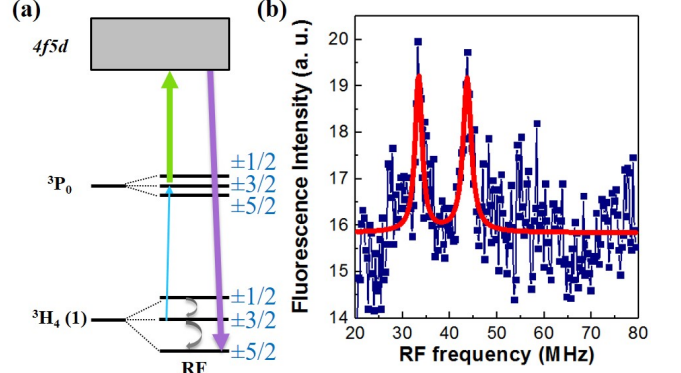 (a)
4f5d
±1/2
³P₀
±3/2
±5/2
±1/2
³H₄ (1)
±3/2
±5/2
RF
(b)
Fluorescence Intensity (a. u.)
20
19
18
17
16
15
14
20 30 40 50 60 70 80
RF frequency (MHz)